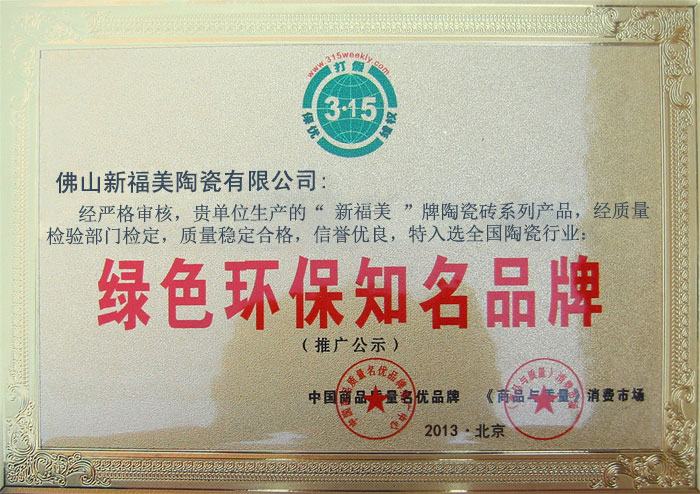 www.315weekly.com
打假
3·15
保优 维权
佛山新福美陶瓷有限公司:
经严格审核，贵单位生产的“ 新福美 ”牌陶瓷砖系列产品，经质量
检验部门检定，质量稳定合格，信誉优良，特入选全国陶瓷行业：
绿色环保知名品牌
（推广公示）
中国商品质量名优品牌 《商品与质量》消费市场
2013·北京